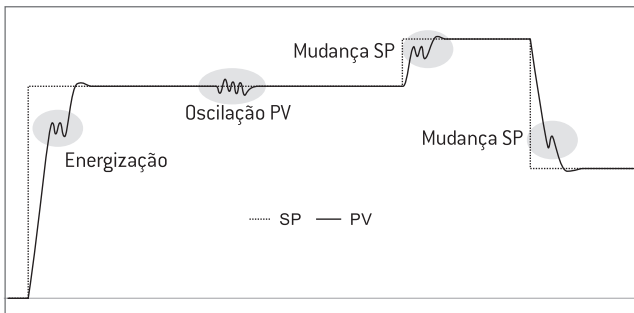 Mudança SP
Oscilação PV
Mudança SP
Energização
SP PV